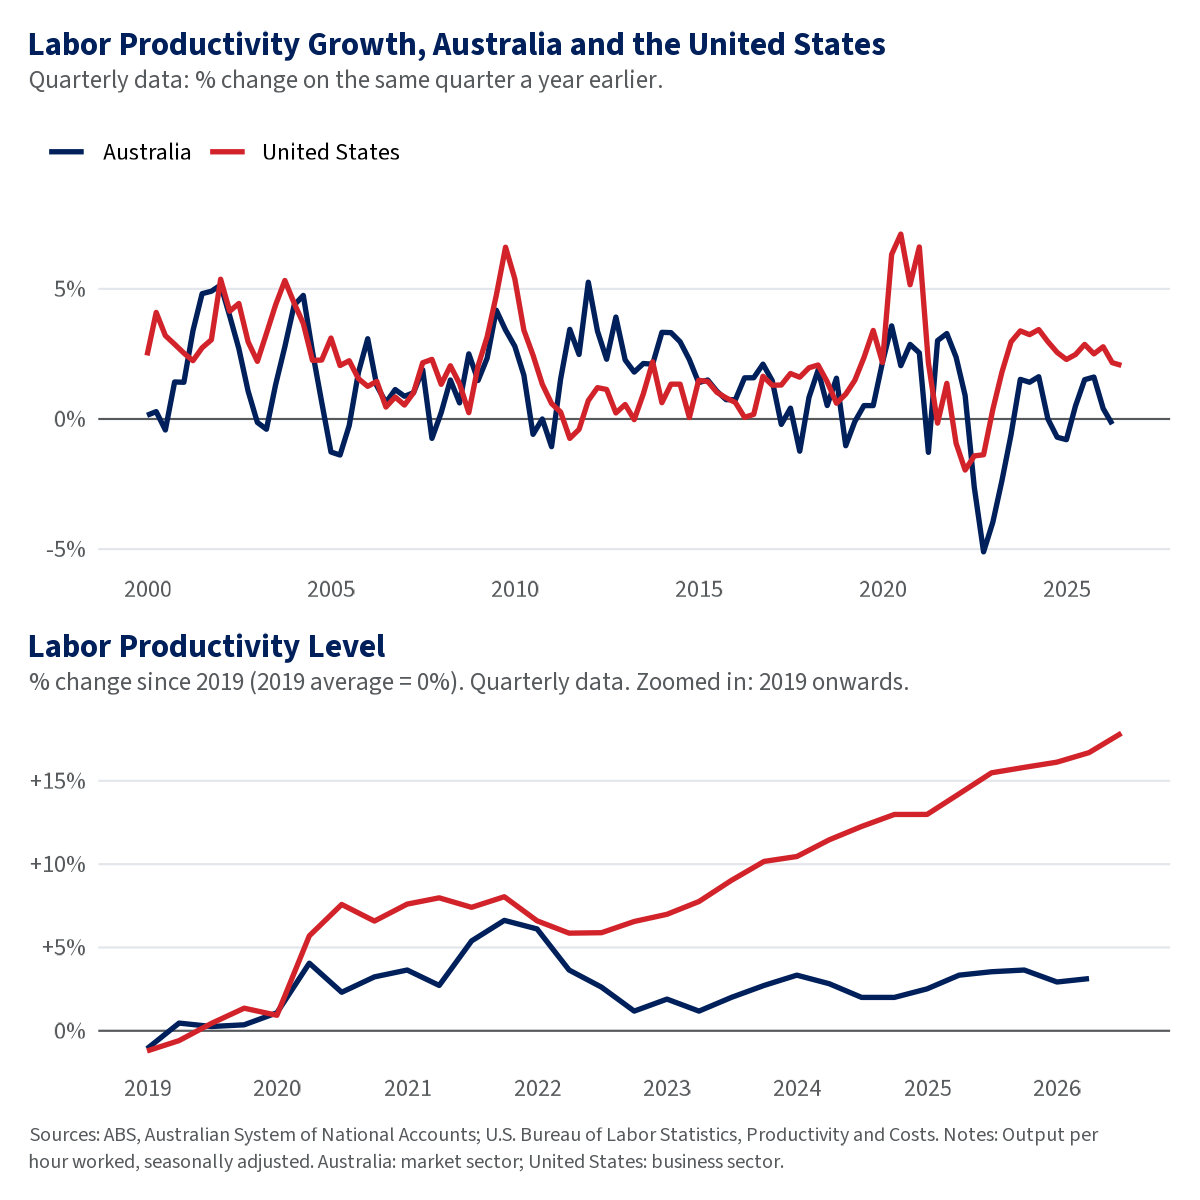 Labor Productivity Growth, Australia and the United States
Quarterly data: % change on the same quarter a year earlier.
Australia United States
5%
0%
-5%
2000 2005 2010 2015 2020 2025
Labor Productivity Level
% change since 2019 (2019 average = 0%). Quarterly data. Zoomed in: 2019 onwards.
+15%
+10%
+5%
0%
2019 2020 2021 2022 2023 2024 2025 2026
Sources: ABS, Australian System of National Accounts; U.S. Bureau of Labor Statistics, Productivity and Costs. Notes: Output per
hour worked, seasonally adjusted. Australia: market sector; United States: business sector.